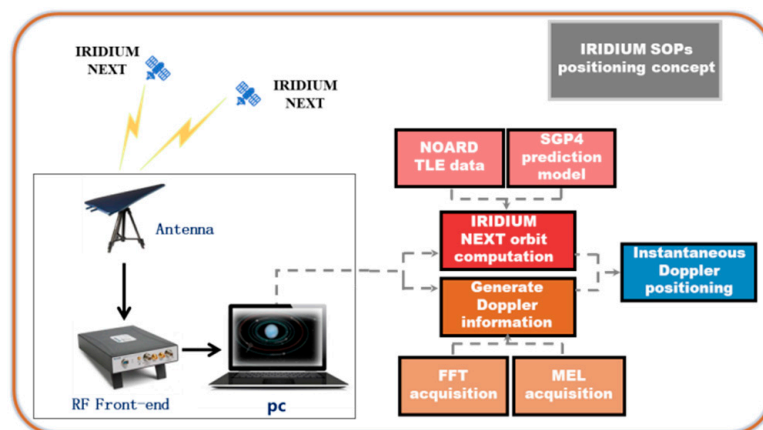 IRIDIUM
NEXT
IRIDIUM
NEXT
IRIDIUM SOPs
positioning concept
NOARD
TLE data
SGP4
prediction
model
Antenna
IRIDIUM
NEXT orbit
computation
Instantaneous
Doppler
positioning
Generate
Doppler
information
RF Front-end
pc
FFT
acquisition
MEL
acquisition